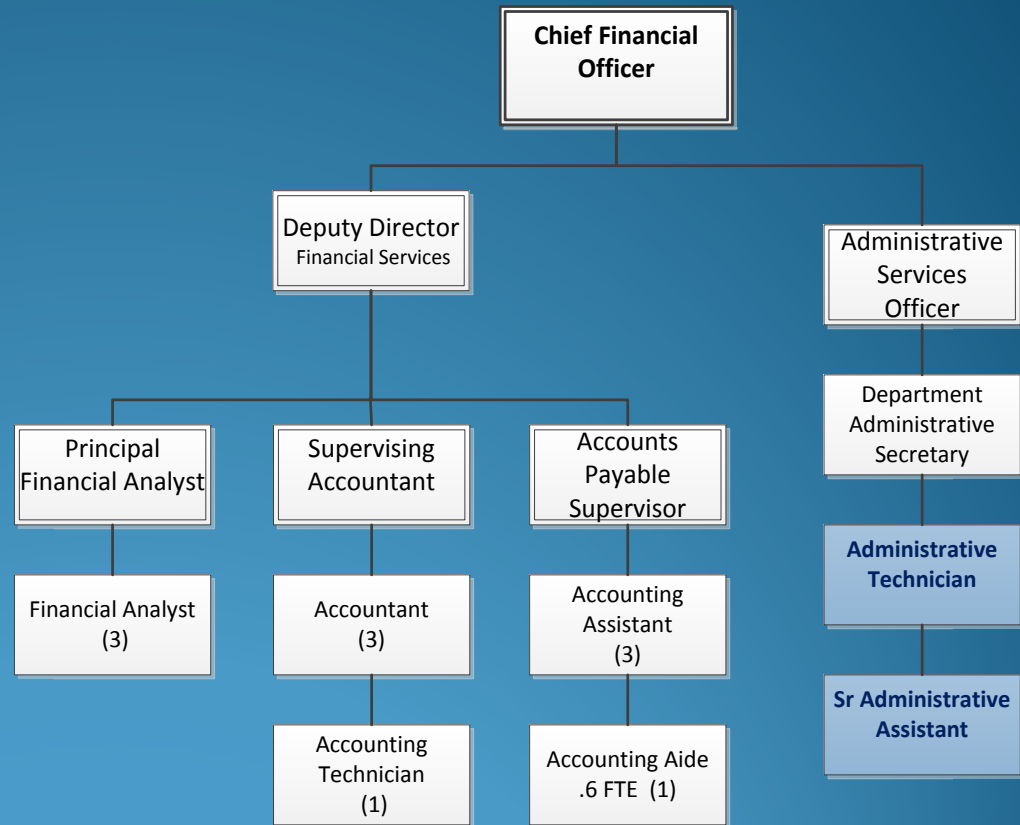 Chief Financial
Officer
Deputy Director
Financial Services
Administrative
Services
Officer
Department
Administrative
Secretary
Principal
Financial Analyst
Supervising
Accountant
Accounts
Payable
Supervisor
Administrative
Technician
Financial Analyst
(3)
Accountant
(3)
Accounting
Assistant
(3)
Sr Administrative
Assistant
Accounting
Technician
(1)
Accounting Aide
.6 FTE (1)